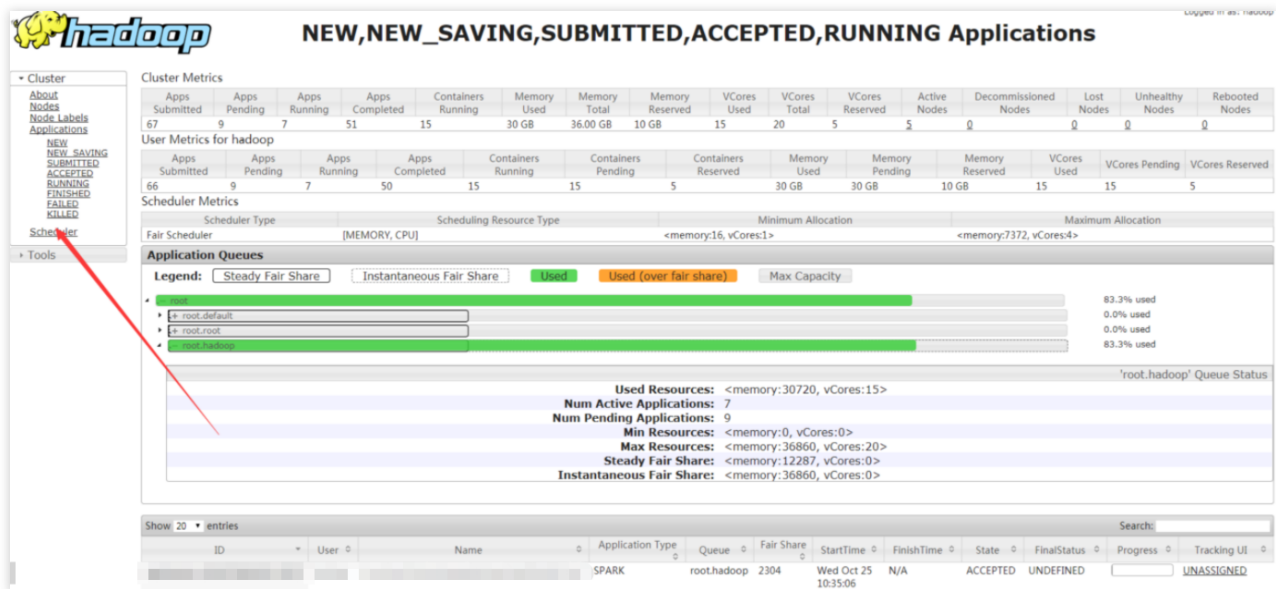 Logged in as: hadoop
hadoop
NEW,NEW_SAVING,SUBMITTED,ACCEPTED,RUNNING Applications
Cluster
About
Nodes
Node Labels
Applications
NEW
NEW_SAVING
SUBMITTED
ACCEPTED
RUNNING
FINISHED
FAILED
KILLED
Scheduler
Tools
Cluster Metrics
Apps Submitted Apps Pending Apps Running Apps Completed Containers Running Memory Used Memory Total Memory Reserved VCores Used VCores Total VCores Reserved Active Nodes Decommissioned Nodes Lost Nodes Unhealthy Nodes Rebooted Nodes
67 9 7 51 15 30 GB 36.00 GB 10 GB 15 20 5 5 0 0 0 0
User Metrics for hadoop
Apps Submitted Apps Pending Apps Running Apps Completed Containers Running Containers Pending Containers Reserved Memory Used Memory Pending Memory Reserved VCores Used VCores Pending VCores Reserved
66 9 7 50 15 15 5 30 GB 30 GB 10 GB 15 15 5
Scheduler Metrics
Scheduler Type Scheduling Resource Type Minimum Allocation Maximum Allocation
Fair Scheduler [MEMORY, CPU] <memory:16, vCores:1> <memory:7372, vCores:4>
Application Queues
Legend: Steady Fair Share Instantaneous Fair Share Used Used (over fair share) Max Capacity
- root 83.3% used
+ root.default 0.0% used
+ root.root 0.0% used
- root.hadoop 83.3% used
'root.hadoop' Queue Status
Used Resources: <memory:30720, vCores:15>
Num Active Applications: 7
Num Pending Applications: 9
Min Resources: <memory:0, vCores:0>
Max Resources: <memory:36860, vCores:20>
Steady Fair Share: <memory:12287, vCores:0>
Instantaneous Fair Share: <memory:36860, vCores:0>
Show 20 entries Search:
ID User Name Application Type Queue Fair Share StartTime FinishTime State FinalStatus Progress Tracking UI
SPARK root.hadoop 2304 Wed Oct 25 10:35:06 N/A ACCEPTED UNDEFINED UNASSIGNED